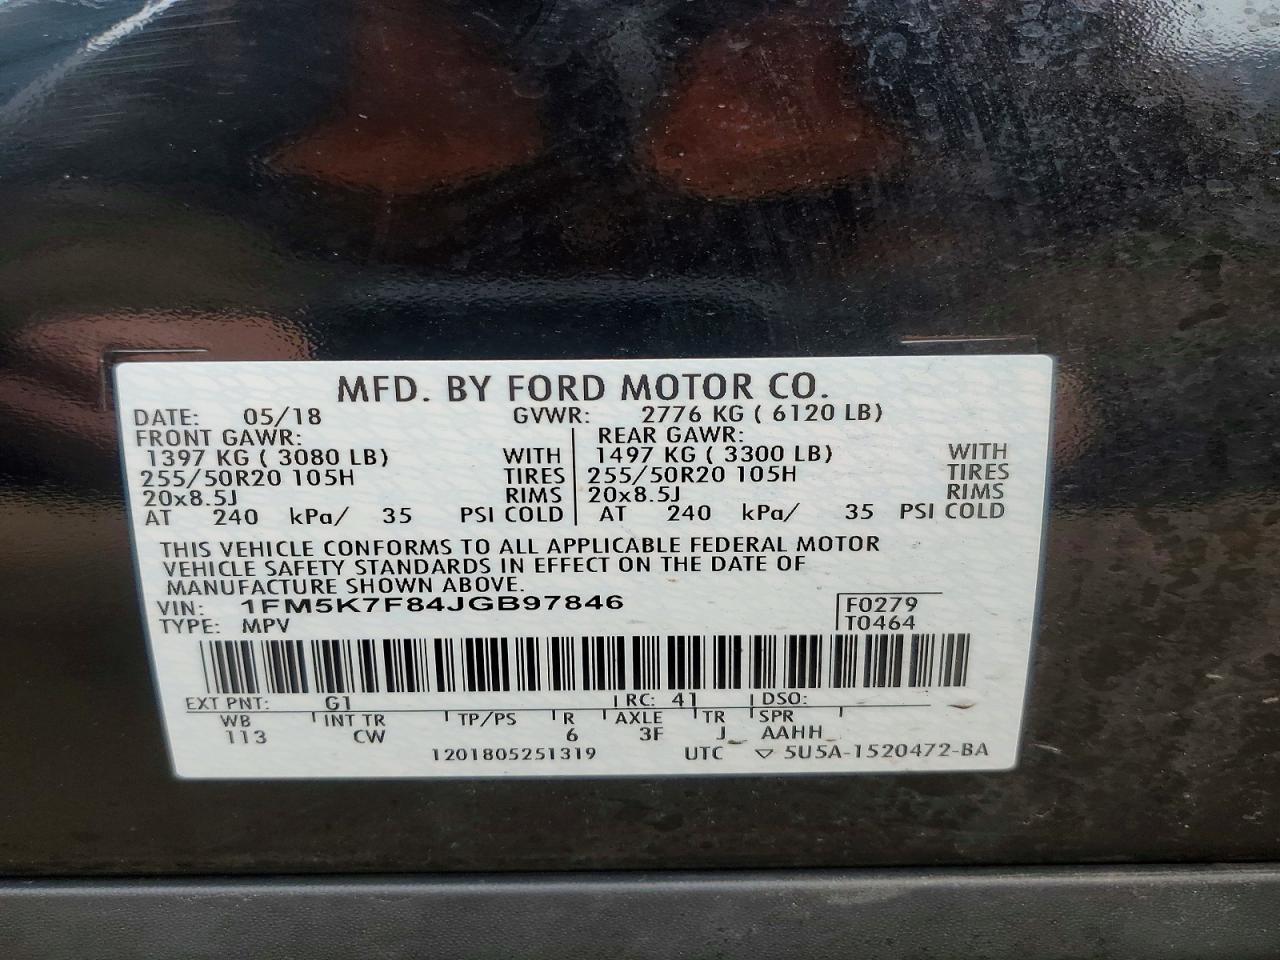 MFD. BY FORD MOTOR CO.
DATE: 05/18 GVWR: 2776 KG ( 6120 LB)
FRONT GAWR: REAR GAWR:
1397 KG ( 3080 LB) WITH 1497 KG ( 3300 LB) WITH
255/50R20 105H TIRES 255/50R20 105H TIRES
20x8.5J RIMS 20x8.5J RIMS
AT 240 kPa/ 35 PSI COLD AT 240 kPa/ 35 PSI COLD
THIS VEHICLE CONFORMS TO ALL APPLICABLE FEDERAL MOTOR
VEHICLE SAFETY STANDARDS IN EFFECT ON THE DATE OF
MANUFACTURE SHOWN ABOVE.
VIN: 1FM5K7F84JGB97846 F0279
TYPE: MPV T0464
EXT PNT: G1 RC: 41 DSO:
WB INT TR TP/PS R AXLE TR SPR
113 CW 6 3F J AAHH
1201805251319 UTC ▽ 5U5A-1520472-BA